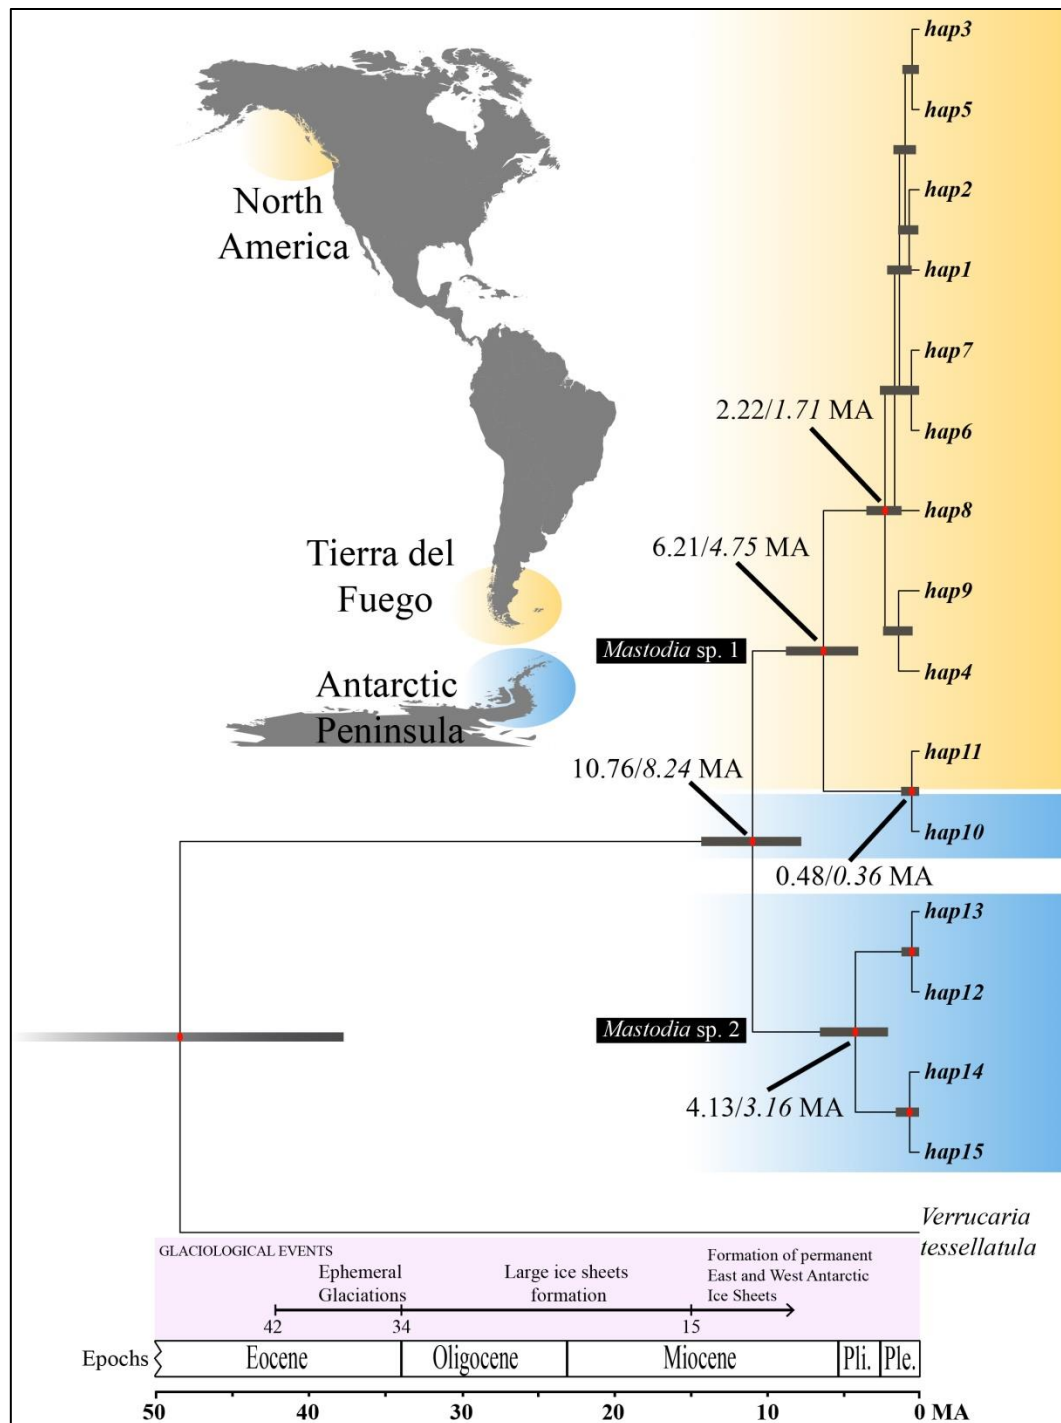 hap3
hap5
hap2
hap1
hap7
hap6
hap8
hap9
hap4
hap11
hap10
hap13
hap12
hap14
hap15
Verrucaria
tessellatula
North
America
Tierra del
Fuego
Antarctic
Peninsula
2.22/1.71 MA
6.21/4.75 MA
Mastodia sp. 1
10.76/8.24 MA
0.48/0.36 MA
Mastodia sp. 2
4.13/3.16 MA
GLACIOLOGICAL EVENTS
Ephemeral
Glaciations
Large ice sheets
formation
Formation of permanent
East and West Antarctic
Ice Sheets
42 34 15
Epochs Eocene Oligocene Miocene Pli. Ple.
50 40 30 20 10 0 MA